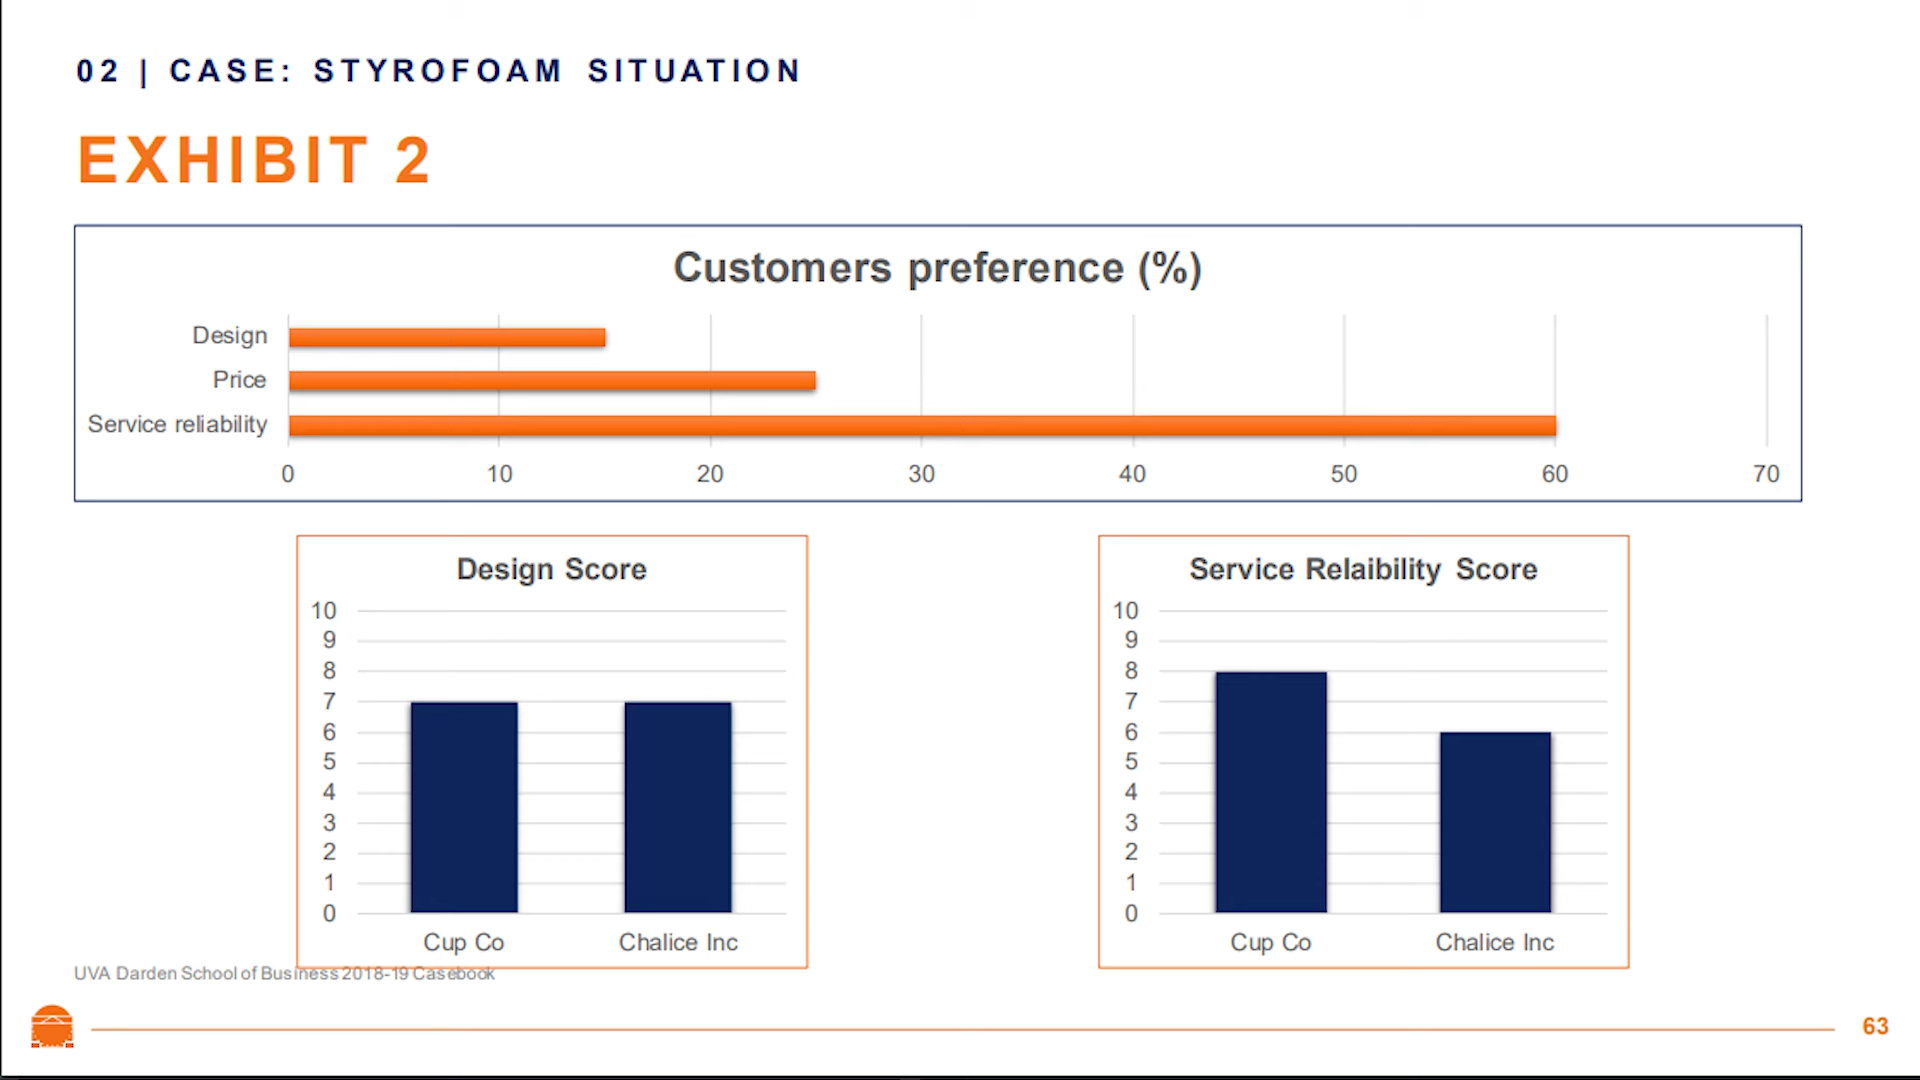 02 | CASE: STYROFOAM SITUATION
EXHIBIT 2
Customers preference (%)
Design
Price
Service reliability
0 10 20 30 40 50 60 70
Design Score
10
9
8
7
6
5
4
3
2
1
0
Cup Co Chalice Inc
Service Relaibility Score
10
9
8
7
6
5
4
3
2
1
0
Cup Co Chalice Inc
UVA Darden School of Business 2018-19 Casebook
63